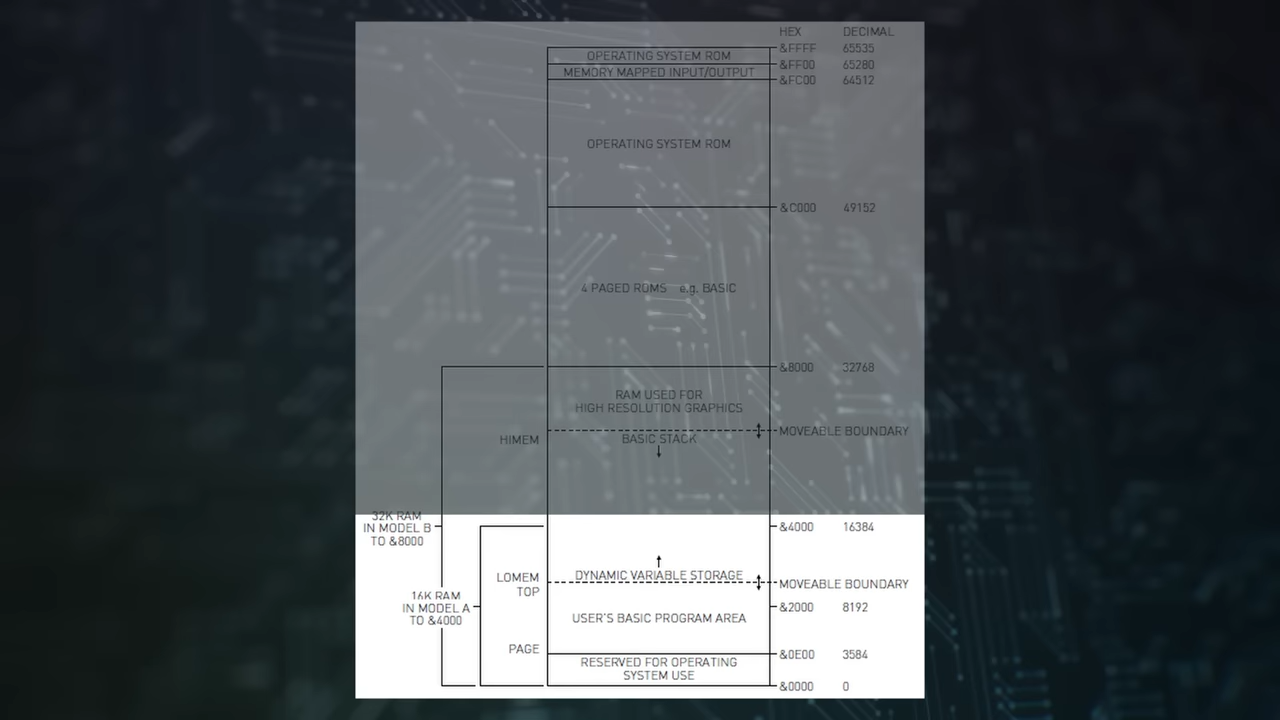 HEX DECIMAL
&FFFF 65535
OPERATING SYSTEM ROM
&FF00 65280
MEMORY MAPPED INPUT/OUTPUT
&FC00 64512
OPERATING SYSTEM ROM
&C000 49152
4 PAGED ROMS e.g. BASIC
&8000 32768
RAM USED FOR
HIGH RESOLUTION GRAPHICS
MOVEABLE BOUNDARY
HIMEM
BASIC STACK
32K RAM
IN MODEL B
TO &8000
&4000 16384
DYNAMIC VARIABLE STORAGE
LOMEM
TOP
MOVEABLE BOUNDARY
16K RAM
IN MODEL A
TO &4000
&2000 8192
USER'S BASIC PROGRAM AREA
PAGE
&0E00 3584
RESERVED FOR OPERATING
SYSTEM USE
&0000 0